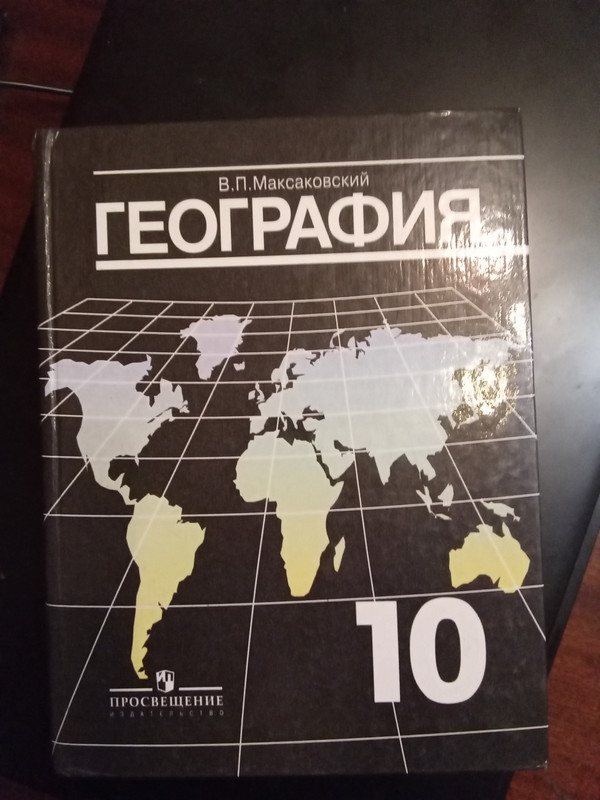 В.П.Максаковский
ГЕОГРАФИЯ
10
ПРОСВЕЩЕНИЕ
ИЗДАТЕЛЬСТВО